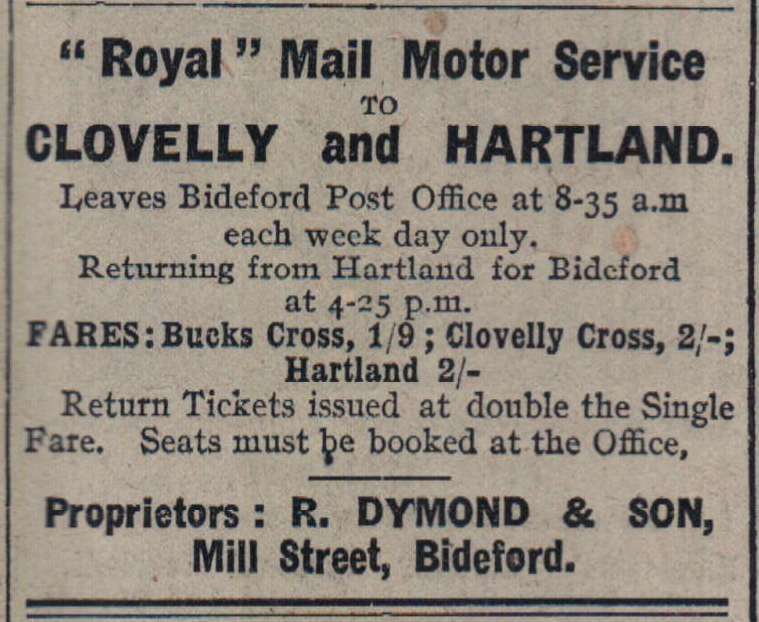 “Royal” Mail Motor Service
TO
CLOVELLY and HARTLAND.
Leaves Bideford Post Office at 8-35 a.m
each week day only.
Returning from Hartland for Bideford
at 4-25 p.m.
FARES: Bucks Cross, 1/9; Clovelly Cross, 2/-;
Hartland 2/-
Return Tickets issued at double the Single
Fare. Seats must be booked at the Office,
Proprietors: R. DYMOND & SON,
Mill Street, Bideford.